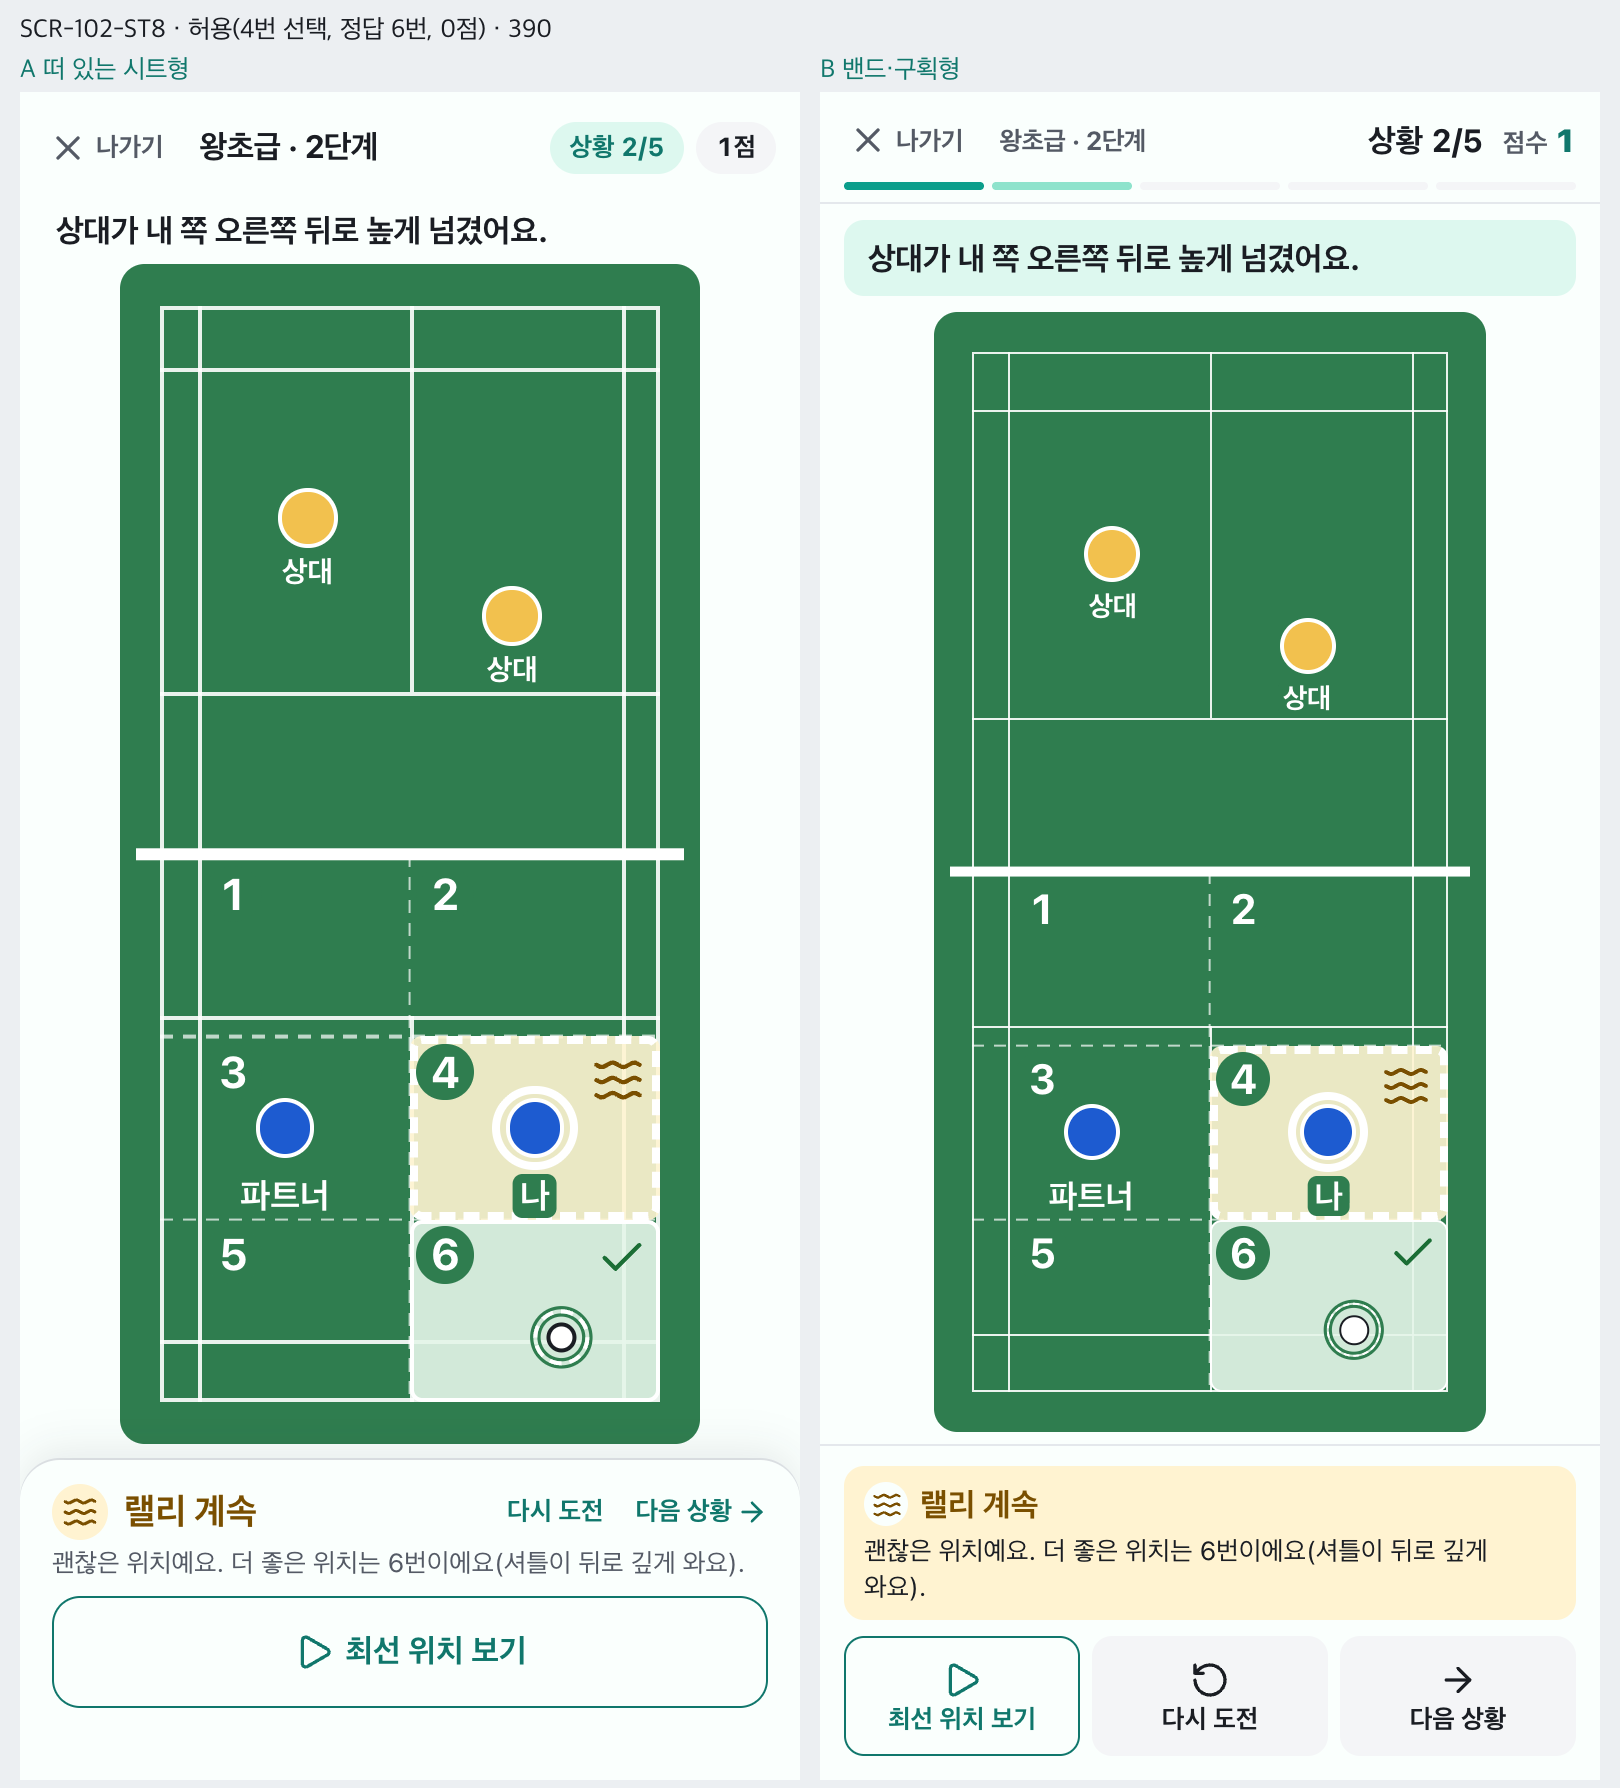 SCR-102-ST8 · 허용(4번 선택, 정답 6번, 0점) · 390
A 떠 있는 시트형
나가기 왕초급 · 2단계 상황 2/5 1점
상대가 내 쪽 오른쪽 뒤로 높게 넘겼어요.
상대
상대
1 2
3 4
파트너 나
5 6
랠리 계속 다시 도전 다음 상황
괜찮은 위치예요. 더 좋은 위치는 6번이에요(셔틀이 뒤로 깊게 와요).
최선 위치 보기
B 밴드·구획형
나가기 왕초급 · 2단계 상황 2/5 점수 1
상대가 내 쪽 오른쪽 뒤로 높게 넘겼어요.
상대
상대
1 2
3 4
파트너 나
5 6
랠리 계속
괜찮은 위치예요. 더 좋은 위치는 6번이에요(셔틀이 뒤로 깊게
와요).
최선 위치 보기 다시 도전 다음 상황